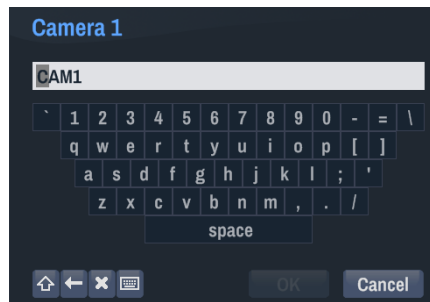 Camera 1
CAM1
` 1 2 3 4 5 6 7 8 9 0 - = \
q w e r t y u i o p [ ]
a s d f g h j k l ; '
z x c v b n m , . /
space
OK Cancel